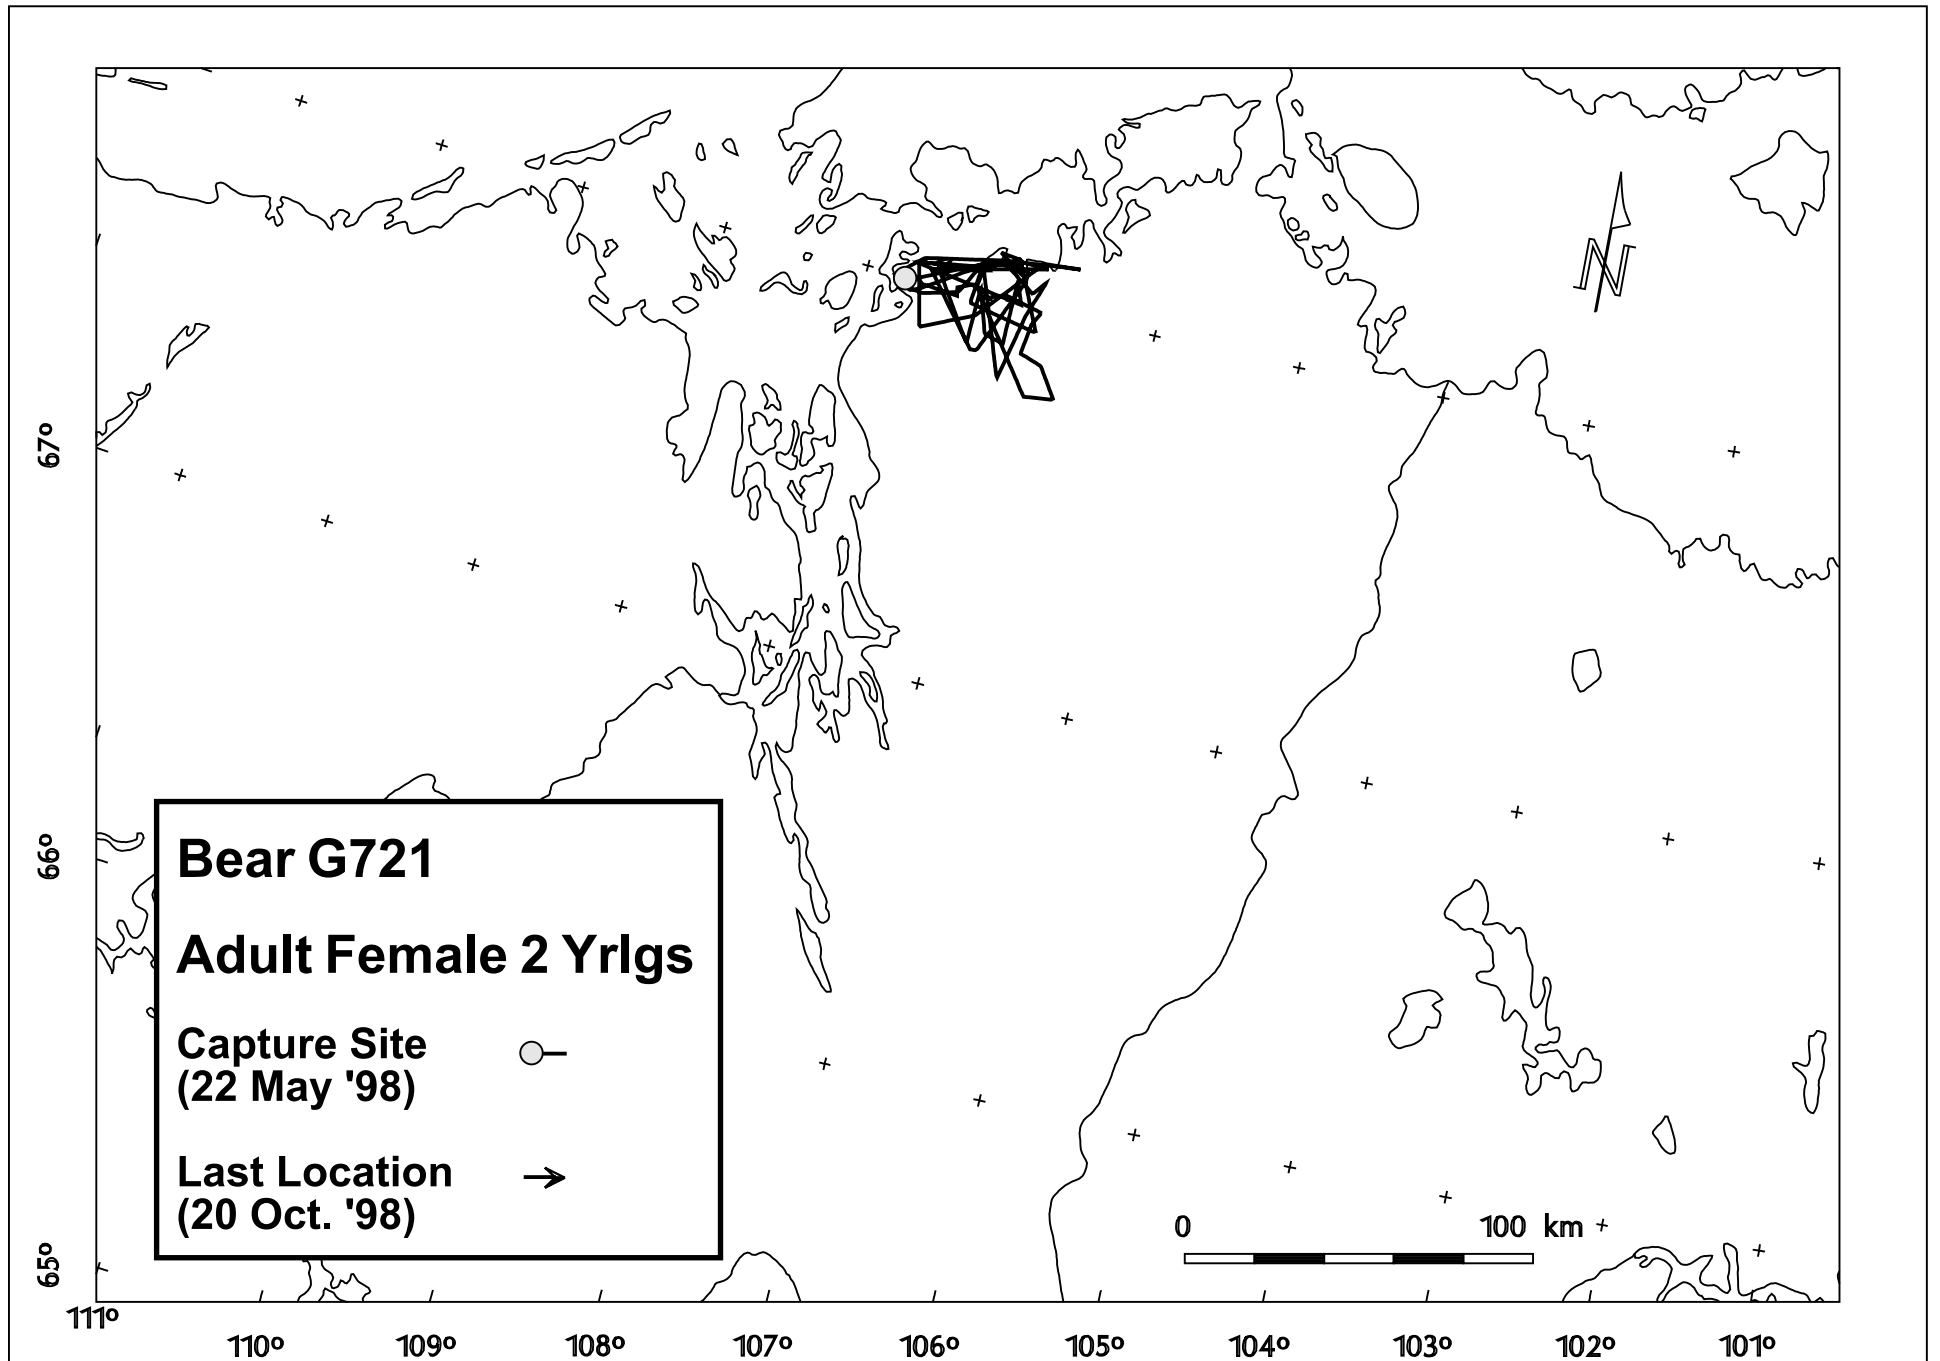 N
67º
66º
65º
Bear G721
Adult Female 2 Yrlgs
Capture Site
(22 May '98)
Last Location
(20 Oct. '98)
0 100 km
111º
110º 109º 108º 107º 106º 105º 104º 103º 102º 101º